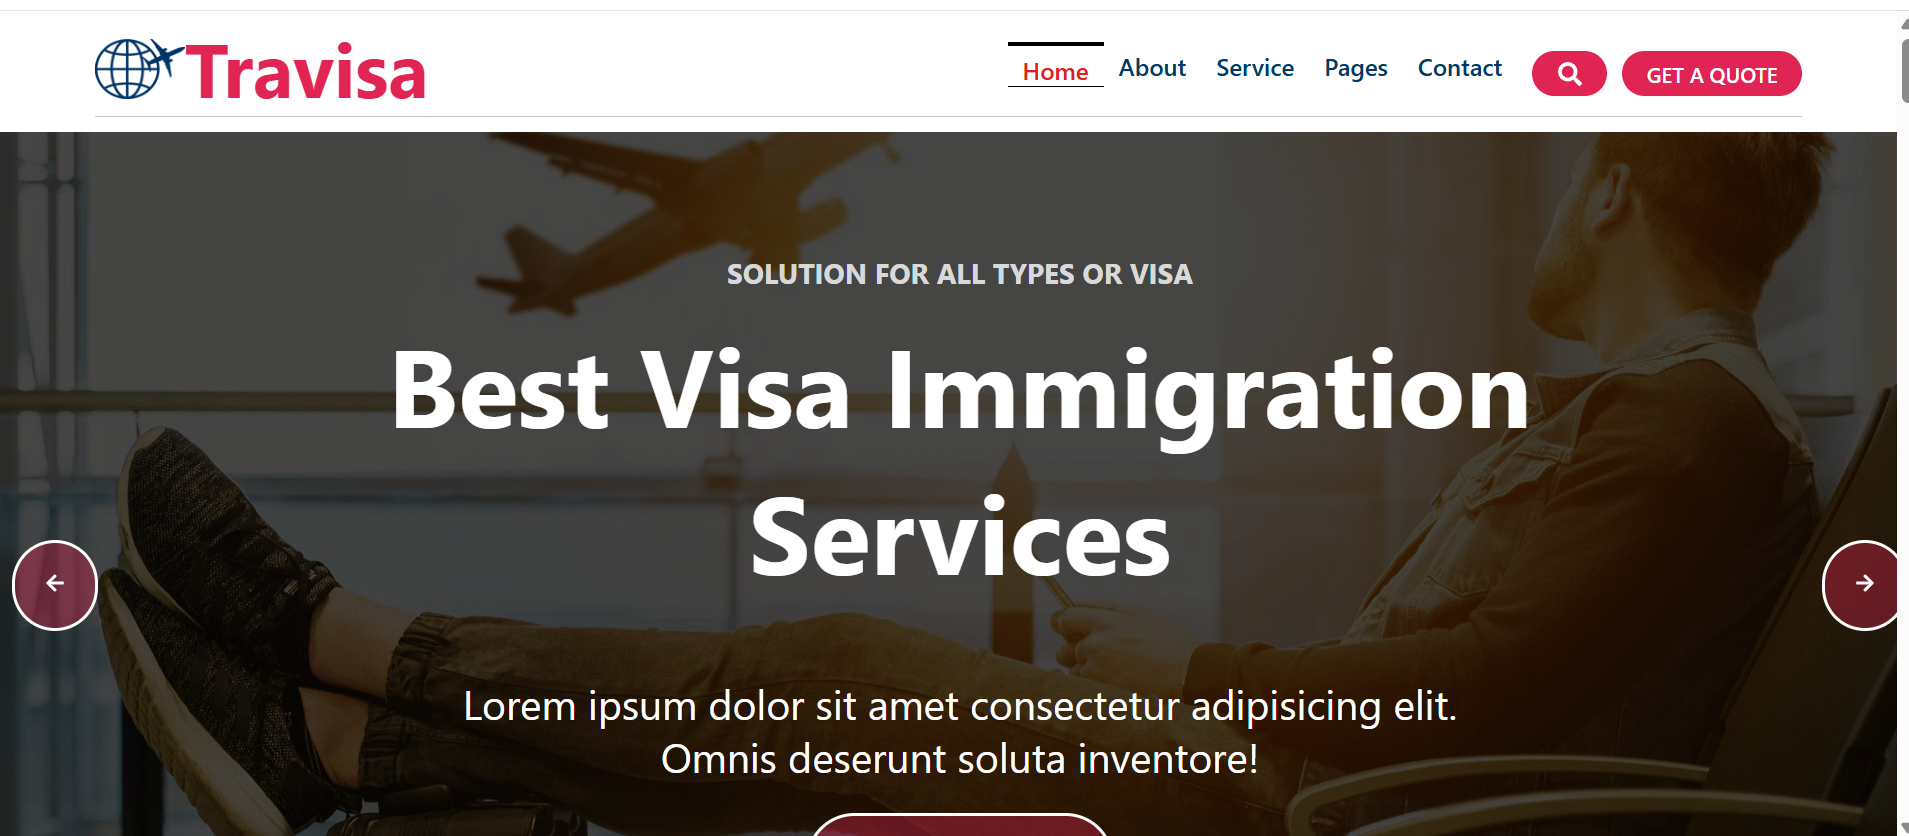 Travisa
Home About Service Pages Contact GET A QUOTE
SOLUTION FOR ALL TYPES OR VISA
Best Visa Immigration
Services
Lorem ipsum dolor sit amet consectetur adipisicing elit.
Omnis deserunt soluta inventore!